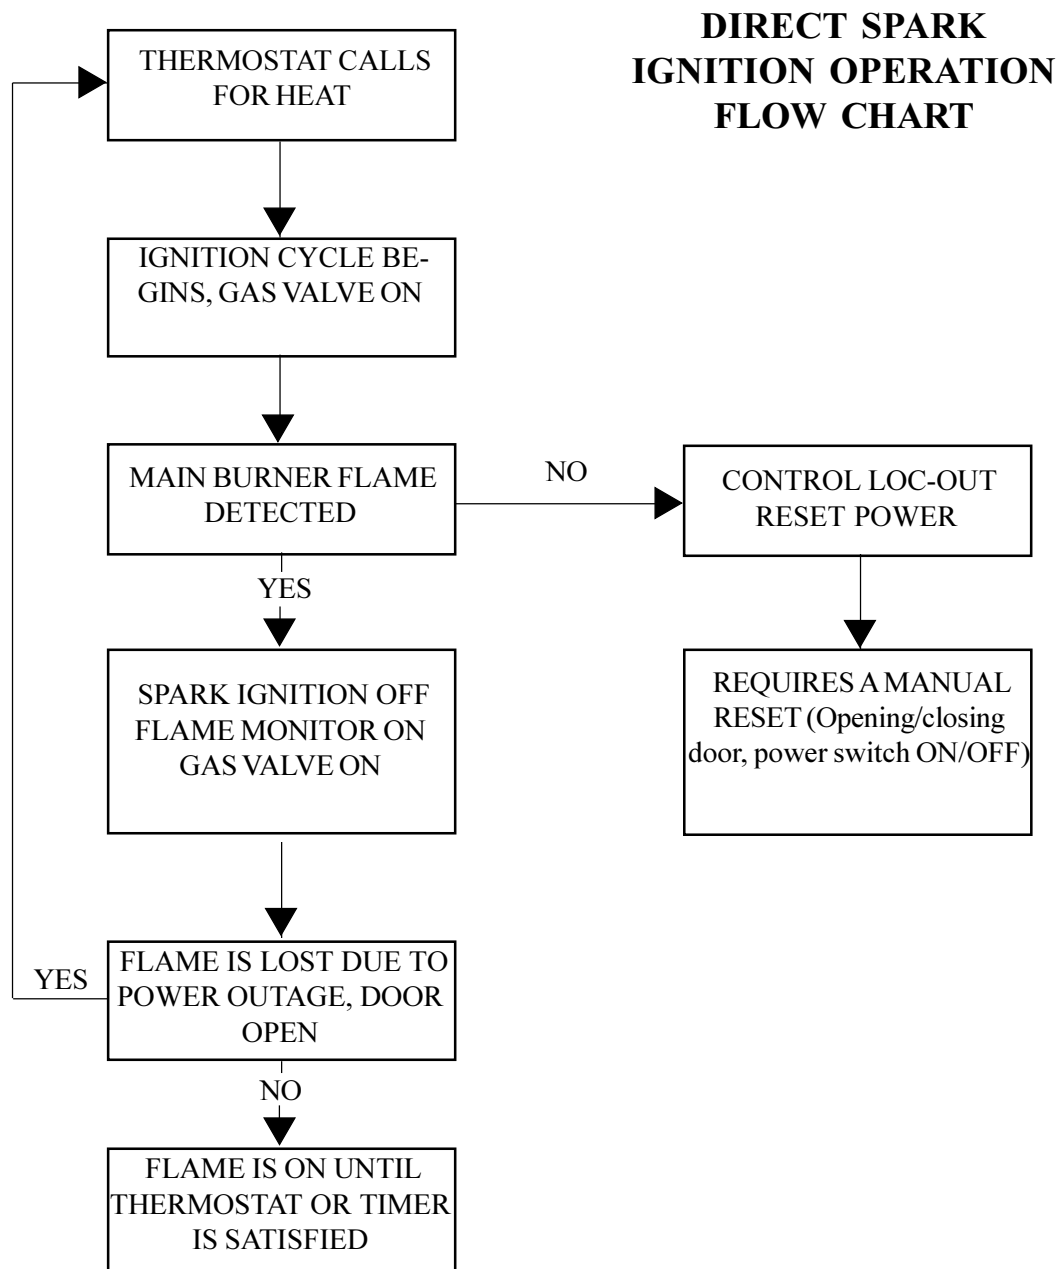 DIRECT SPARK
IGNITION OPERATION
FLOW CHART
THERMOSTAT CALLS
FOR HEAT
IGNITION CYCLE BE-
GINS, GAS VALVE ON
MAIN BURNER FLAME
DETECTED
NO
CONTROL LOC-OUT
RESET POWER
YES
SPARK IGNITION OFF
FLAME MONITOR ON
GAS VALVE ON
REQUIRES A MANUAL
RESET (Opening/closing
door, power switch ON/OFF)
FLAME IS LOST DUE TO
POWER OUTAGE, DOOR
OPEN
YES
NO
FLAME IS ON UNTIL
THERMOSTAT OR TIMER
IS SATISFIED